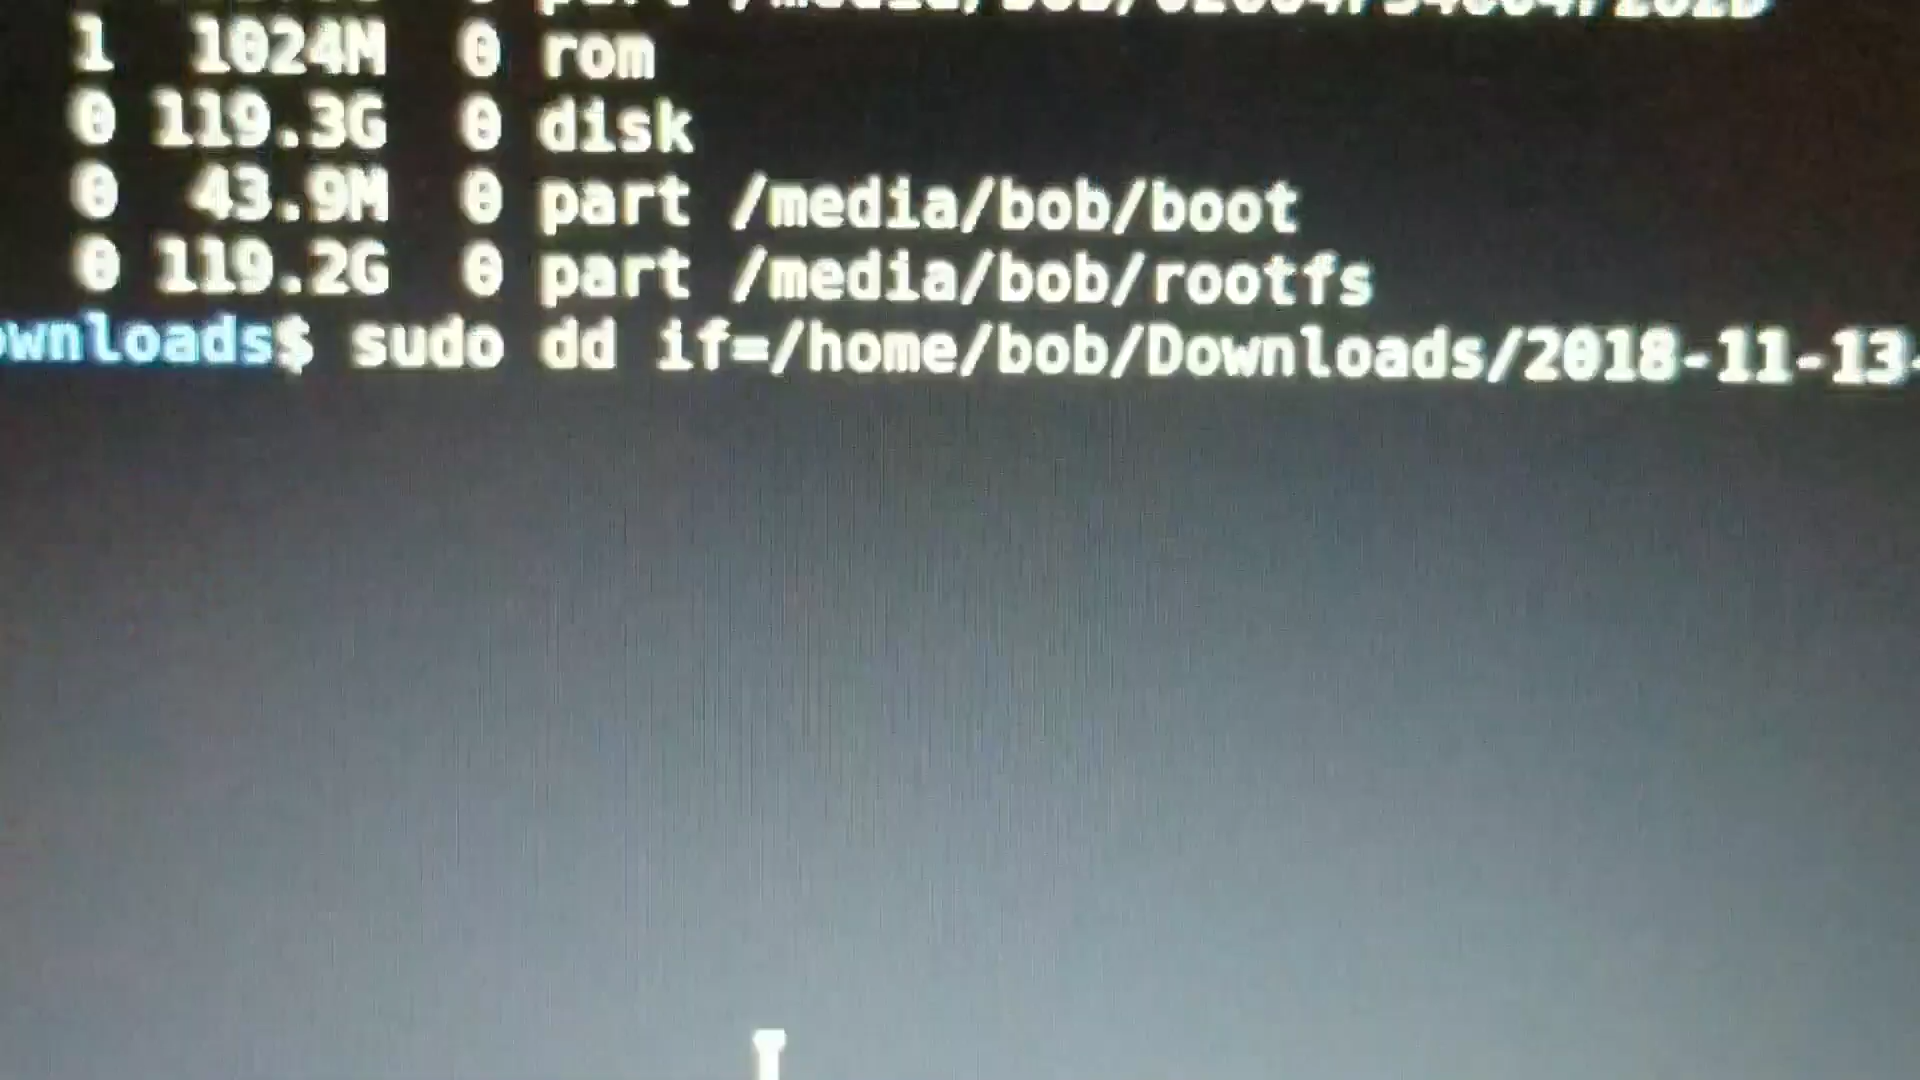 1 1024M 0 rom
0 119.3G 0 disk
0 43.9M 0 part /media/bob/boot
0 119.2G 0 part /media/bob/rootfs
ownloads$ sudo dd if=/home/bob/Downloads/2018-11-13-